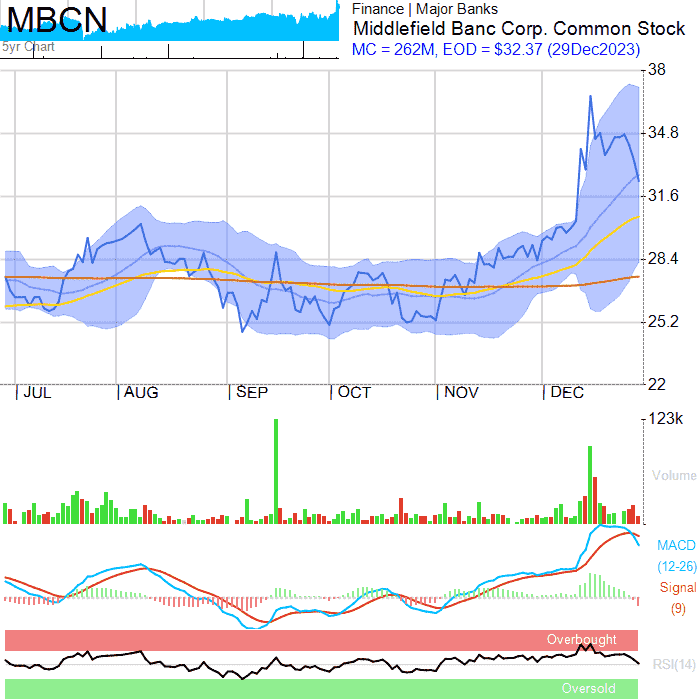 MBCN
5yr Chart
Finance | Major Banks
Middlefield Banc Corp. Common Stock
MC = 262M, EOD = $32.37 (29Dec2023)
38
34.8
31.6
28.4
25.2
22
JUL
AUG
SEP
OCT
NOV
DEC
123k
Volume
MACD
(12-26)
Signal
(9)
Overbought
RSI(14)
Oversold